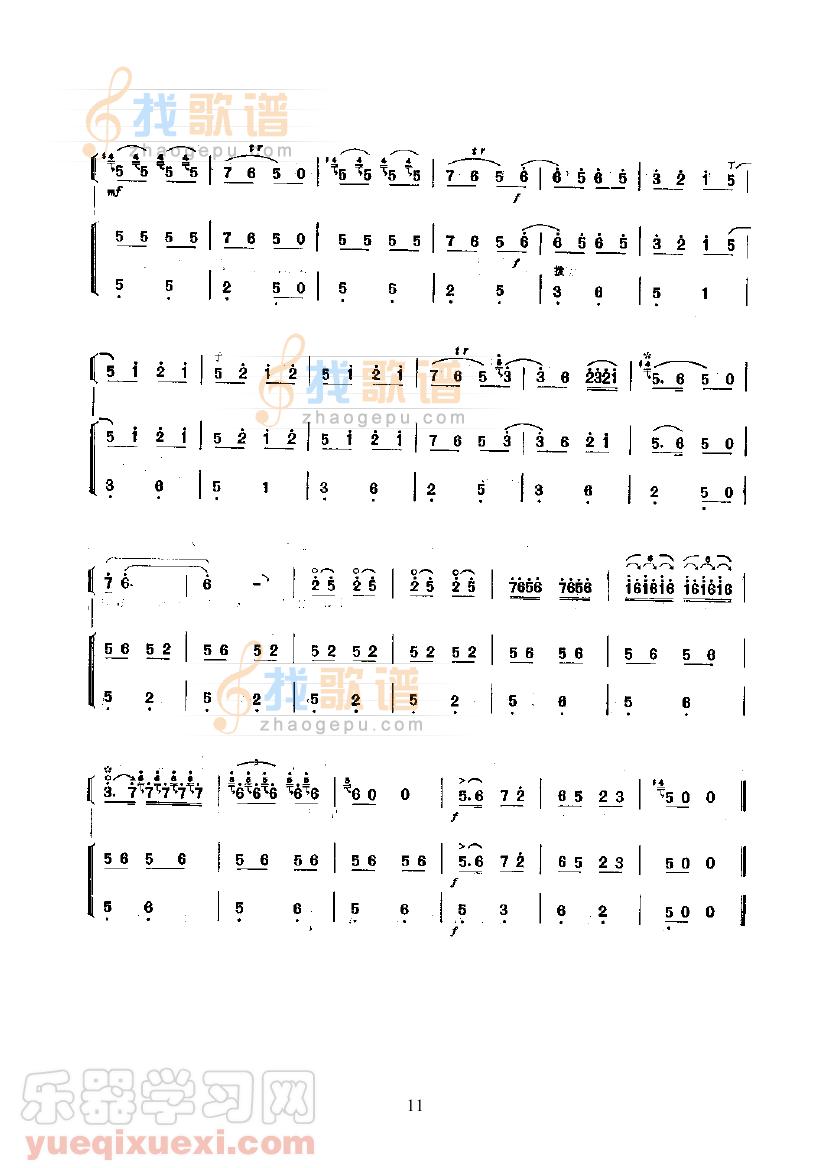 找歌谱
zhaogepu.com
tr tr
5 5 5 5 | 7 6 5 0 | 5 5 5 5 | 7 6 5 6 | 6 5 6 5 | 3 2 1 5
mf f
5 5 5 5 | 7 6 5 0 | 5 5 5 5 | 7 6 5 6 | 6 5 6 5 | 3 2 1 5
f
5 5 | 2 5 0 | 5 6 | 2 5 | 3 6 | 5 1
tr
5 1 2 1 | 5 2 1 2 | 5 1 2 1 | 7 6 5 3 | 3 6 2321 | 5. 6 5 0
找歌谱
zhaogepu.com
5 1 2 1 | 5 2 1 2 | 5 1 2 1 | 7 6 5 3 | 3 6 2 1 | 5. 6 5 0
3 6 | 5 1 | 3 6 | 2 5 | 3 6 | 2 5 0
7 6. | 6 - | 2 5 2 5 | 2 5 2 5 | 7656 7656 | 161616 161616
5 6 5 2 | 5 6 5 2 | 5 2 5 2 | 5 2 5 2 | 5 6 5 6 | 5 6 5 6
找歌谱
5 2 | 5 2 | 5 2 | 5 2 | 5 6 | 5 6
zhaogepu.com
3. 7 7 7 7 7 | 6 6 6 6 6 | 6 0 0 | 5. 6 7 2 | 6 5 2 3 | 5 0 0
f
5 6 5 6 | 5 6 5 6 | 5 6 5 6 | 5. 6 7 2 | 6 5 2 3 | 5 0 0
f
5 6 | 5 6 | 5 6 | 5 3 | 6 2 | 5 0 0
f
11
乐器学习网
yueqixuexi.com